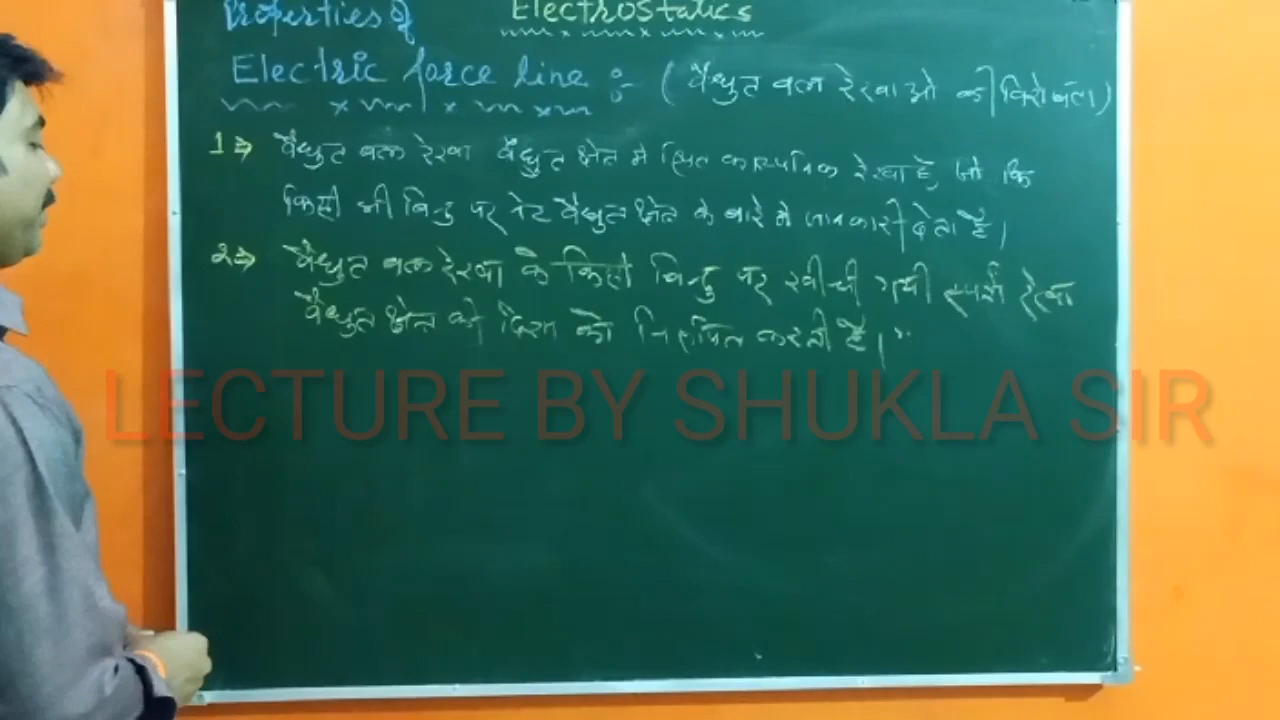 Electrostatics
Properties of
Electric force line :- ( वैद्युत बल रेखाओ की विशेषता )
1⇒ वैद्युत बल रेखा वैद्युत क्षेत्र मे स्थित काल्पनिक रेखा है, जो कि
किसी भी बिन्दु पर नेट वैद्युत क्षेत्र के बारे मे जानकारी देता है।
2⇒ वैद्युत बल रेखा के किसी बिन्दु पर खीची गयी स्पर्श रेखा
वैद्युत क्षेत्र की दिशा को निरूपित करती है।"
LECTURE BY SHUKLA SIR